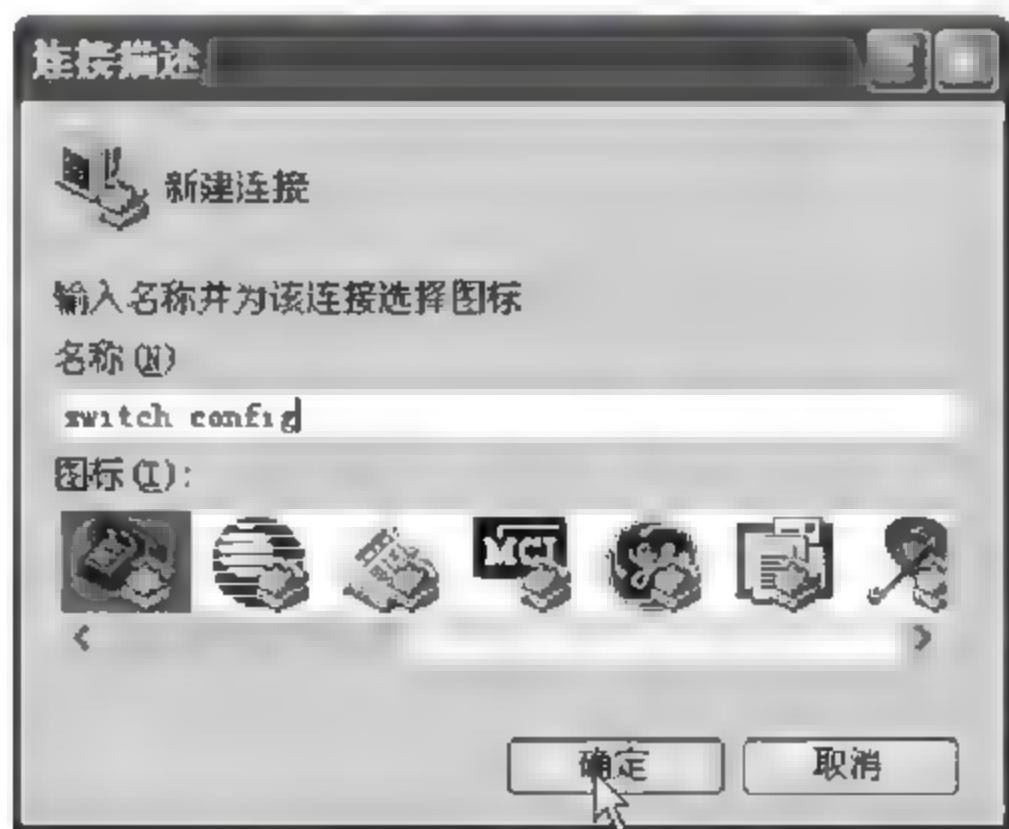 连接描述
新建连接
输入名称并为该连接选择图标
名称(N)
switch config
图标(I):
MCI
确定
取消